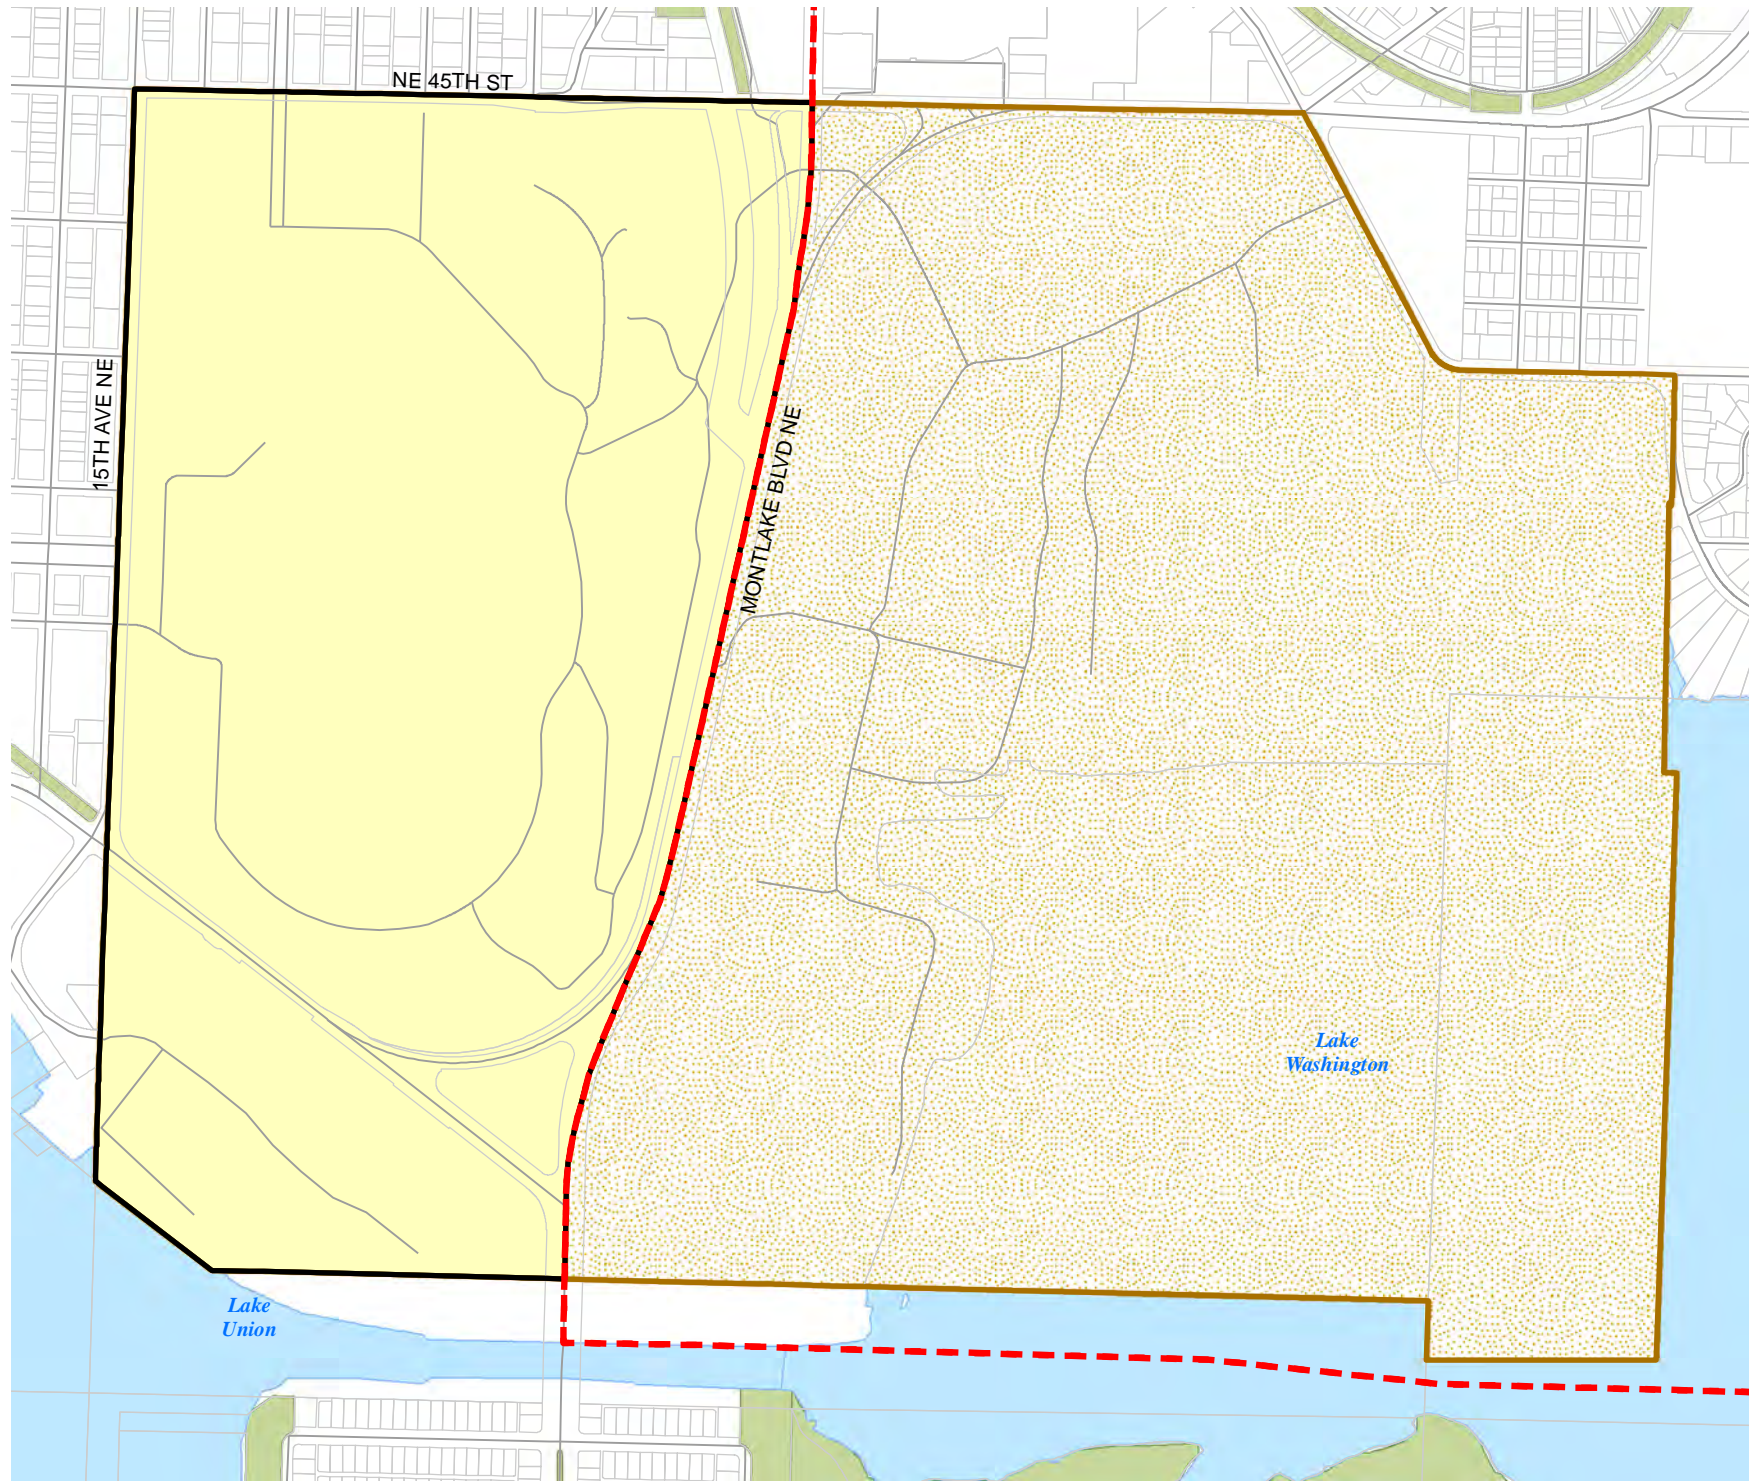 NE 45TH ST
15TH AVE NE
MONTLAKE BLVD NE
Lake
Washington
Lake
Union